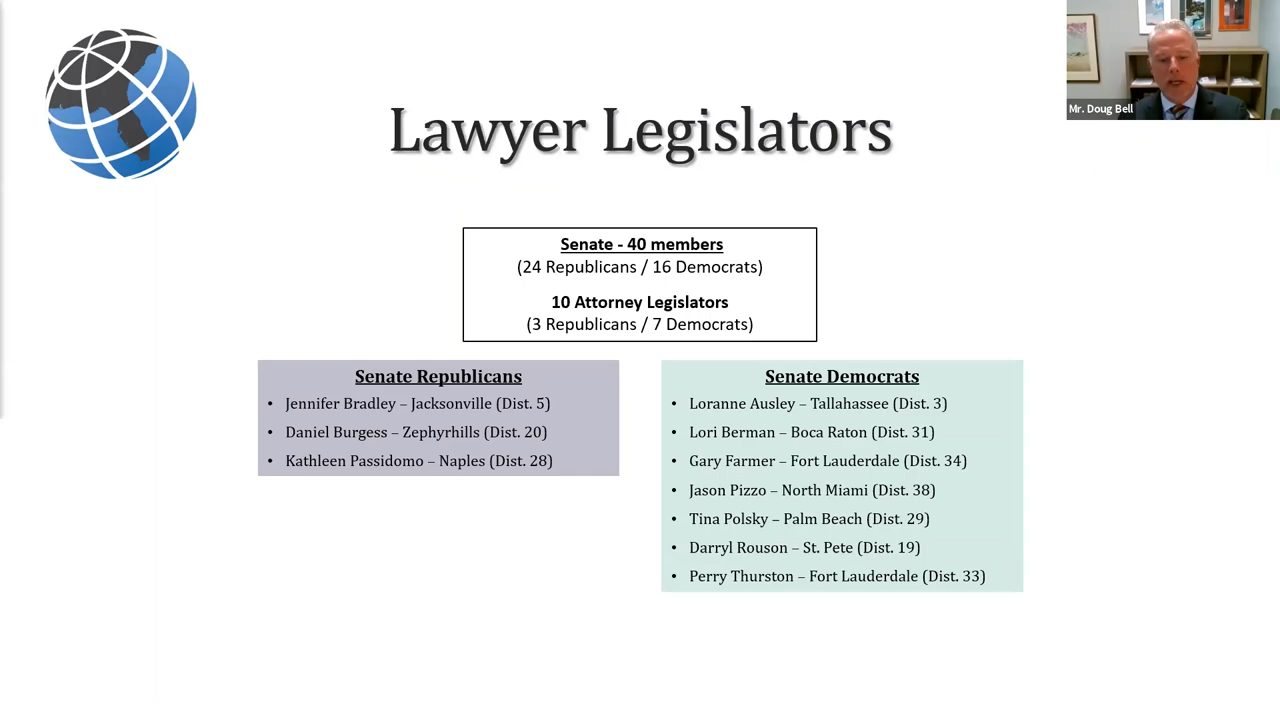 Mr. Doug Bell
Lawyer Legislators
Senate - 40 members
(24 Republicans / 16 Democrats)
10 Attorney Legislators
(3 Republicans / 7 Democrats)
Senate Republicans
• Jennifer Bradley – Jacksonville (Dist. 5)
• Daniel Burgess – Zephyrhills (Dist. 20)
• Kathleen Passidomo – Naples (Dist. 28)
Senate Democrats
• Loranne Ausley – Tallahassee (Dist. 3)
• Lori Berman – Boca Raton (Dist. 31)
• Gary Farmer – Fort Lauderdale (Dist. 34)
• Jason Pizzo – North Miami (Dist. 38)
• Tina Polsky – Palm Beach (Dist. 29)
• Darryl Rouson – St. Pete (Dist. 19)
• Perry Thurston – Fort Lauderdale (Dist. 33)